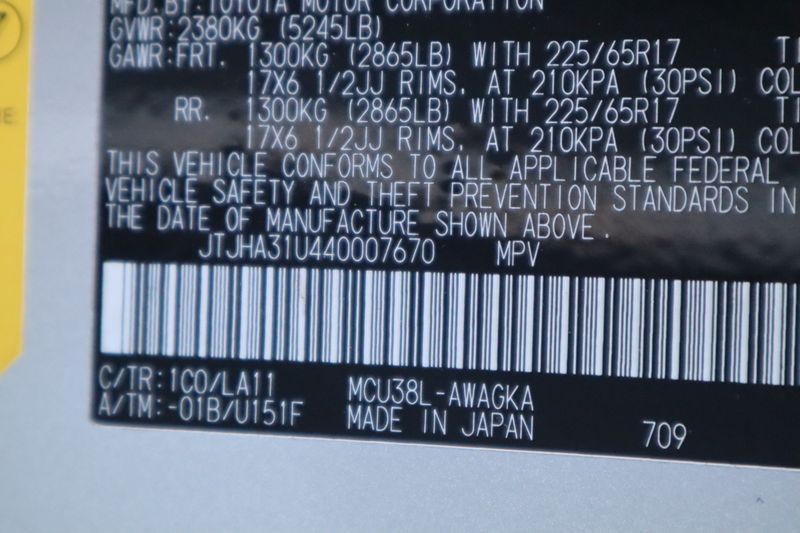 MFD.BY:TOYOTA MOTOR CORPORATION
GVWR:2380KG (5245LB)
GAWR:FRT. 1300KG (2865LB) WITH 225/65R17 TI
17X6 1/2JJ RIMS, AT 210KPA (30PSI) COL
RR. 1300KG (2865LB) WITH 225/65R17 TI
17X6 1/2JJ RIMS, AT 210KPA (30PSI) COL
THIS VEHICLE CONFORMS TO ALL APPLICABLE FEDERAL
VEHICLE SAFETY AND THEFT PREVENTION STANDARDS IN
THE DATE OF MANUFACTURE SHOWN ABOVE.
JTJHA31U440007670 MPV
C/TR:1C0/LA11 MCU38L-AWAGKA
A/TM:-01B/U151F MADE IN JAPAN 709